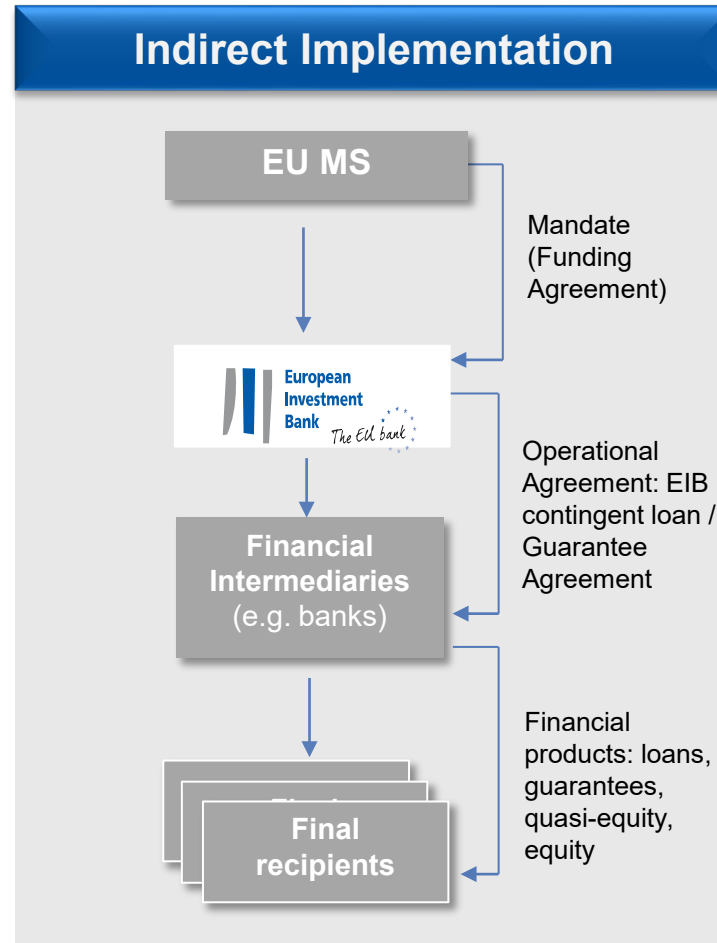 Indirect Implementation
EU MS
Mandate
(Funding
Agreement)
European
Investment
Bank
The EU bank
Operational
Agreement: EIB
contingent loan /
Guarantee
Agreement
Financial
Intermediaries
(e.g. banks)
Financial
products: loans,
guarantees,
quasi-equity,
equity
Final
recipients